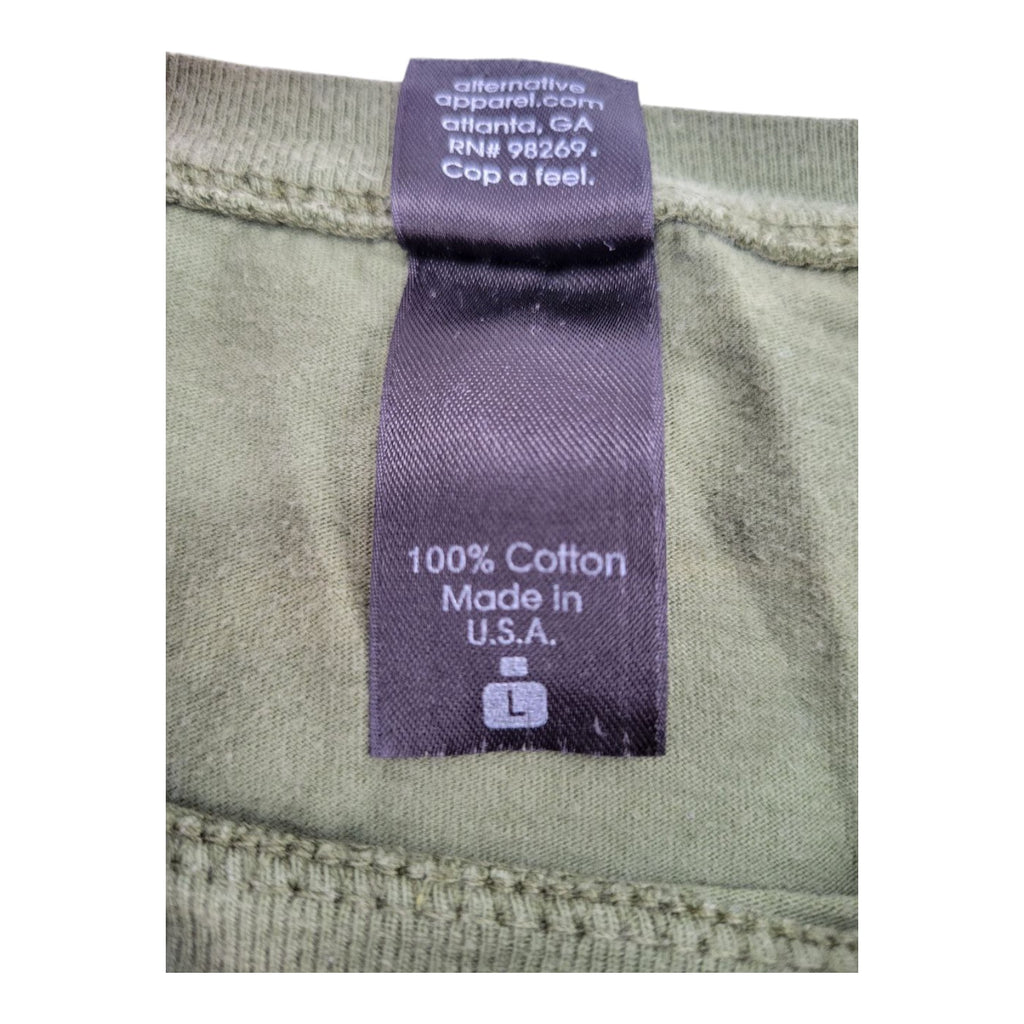 alternative
apparel.com
atlanta, GA
RN# 98269.
Cop a feel.
100% Cotton
Made in
U.S.A.
L